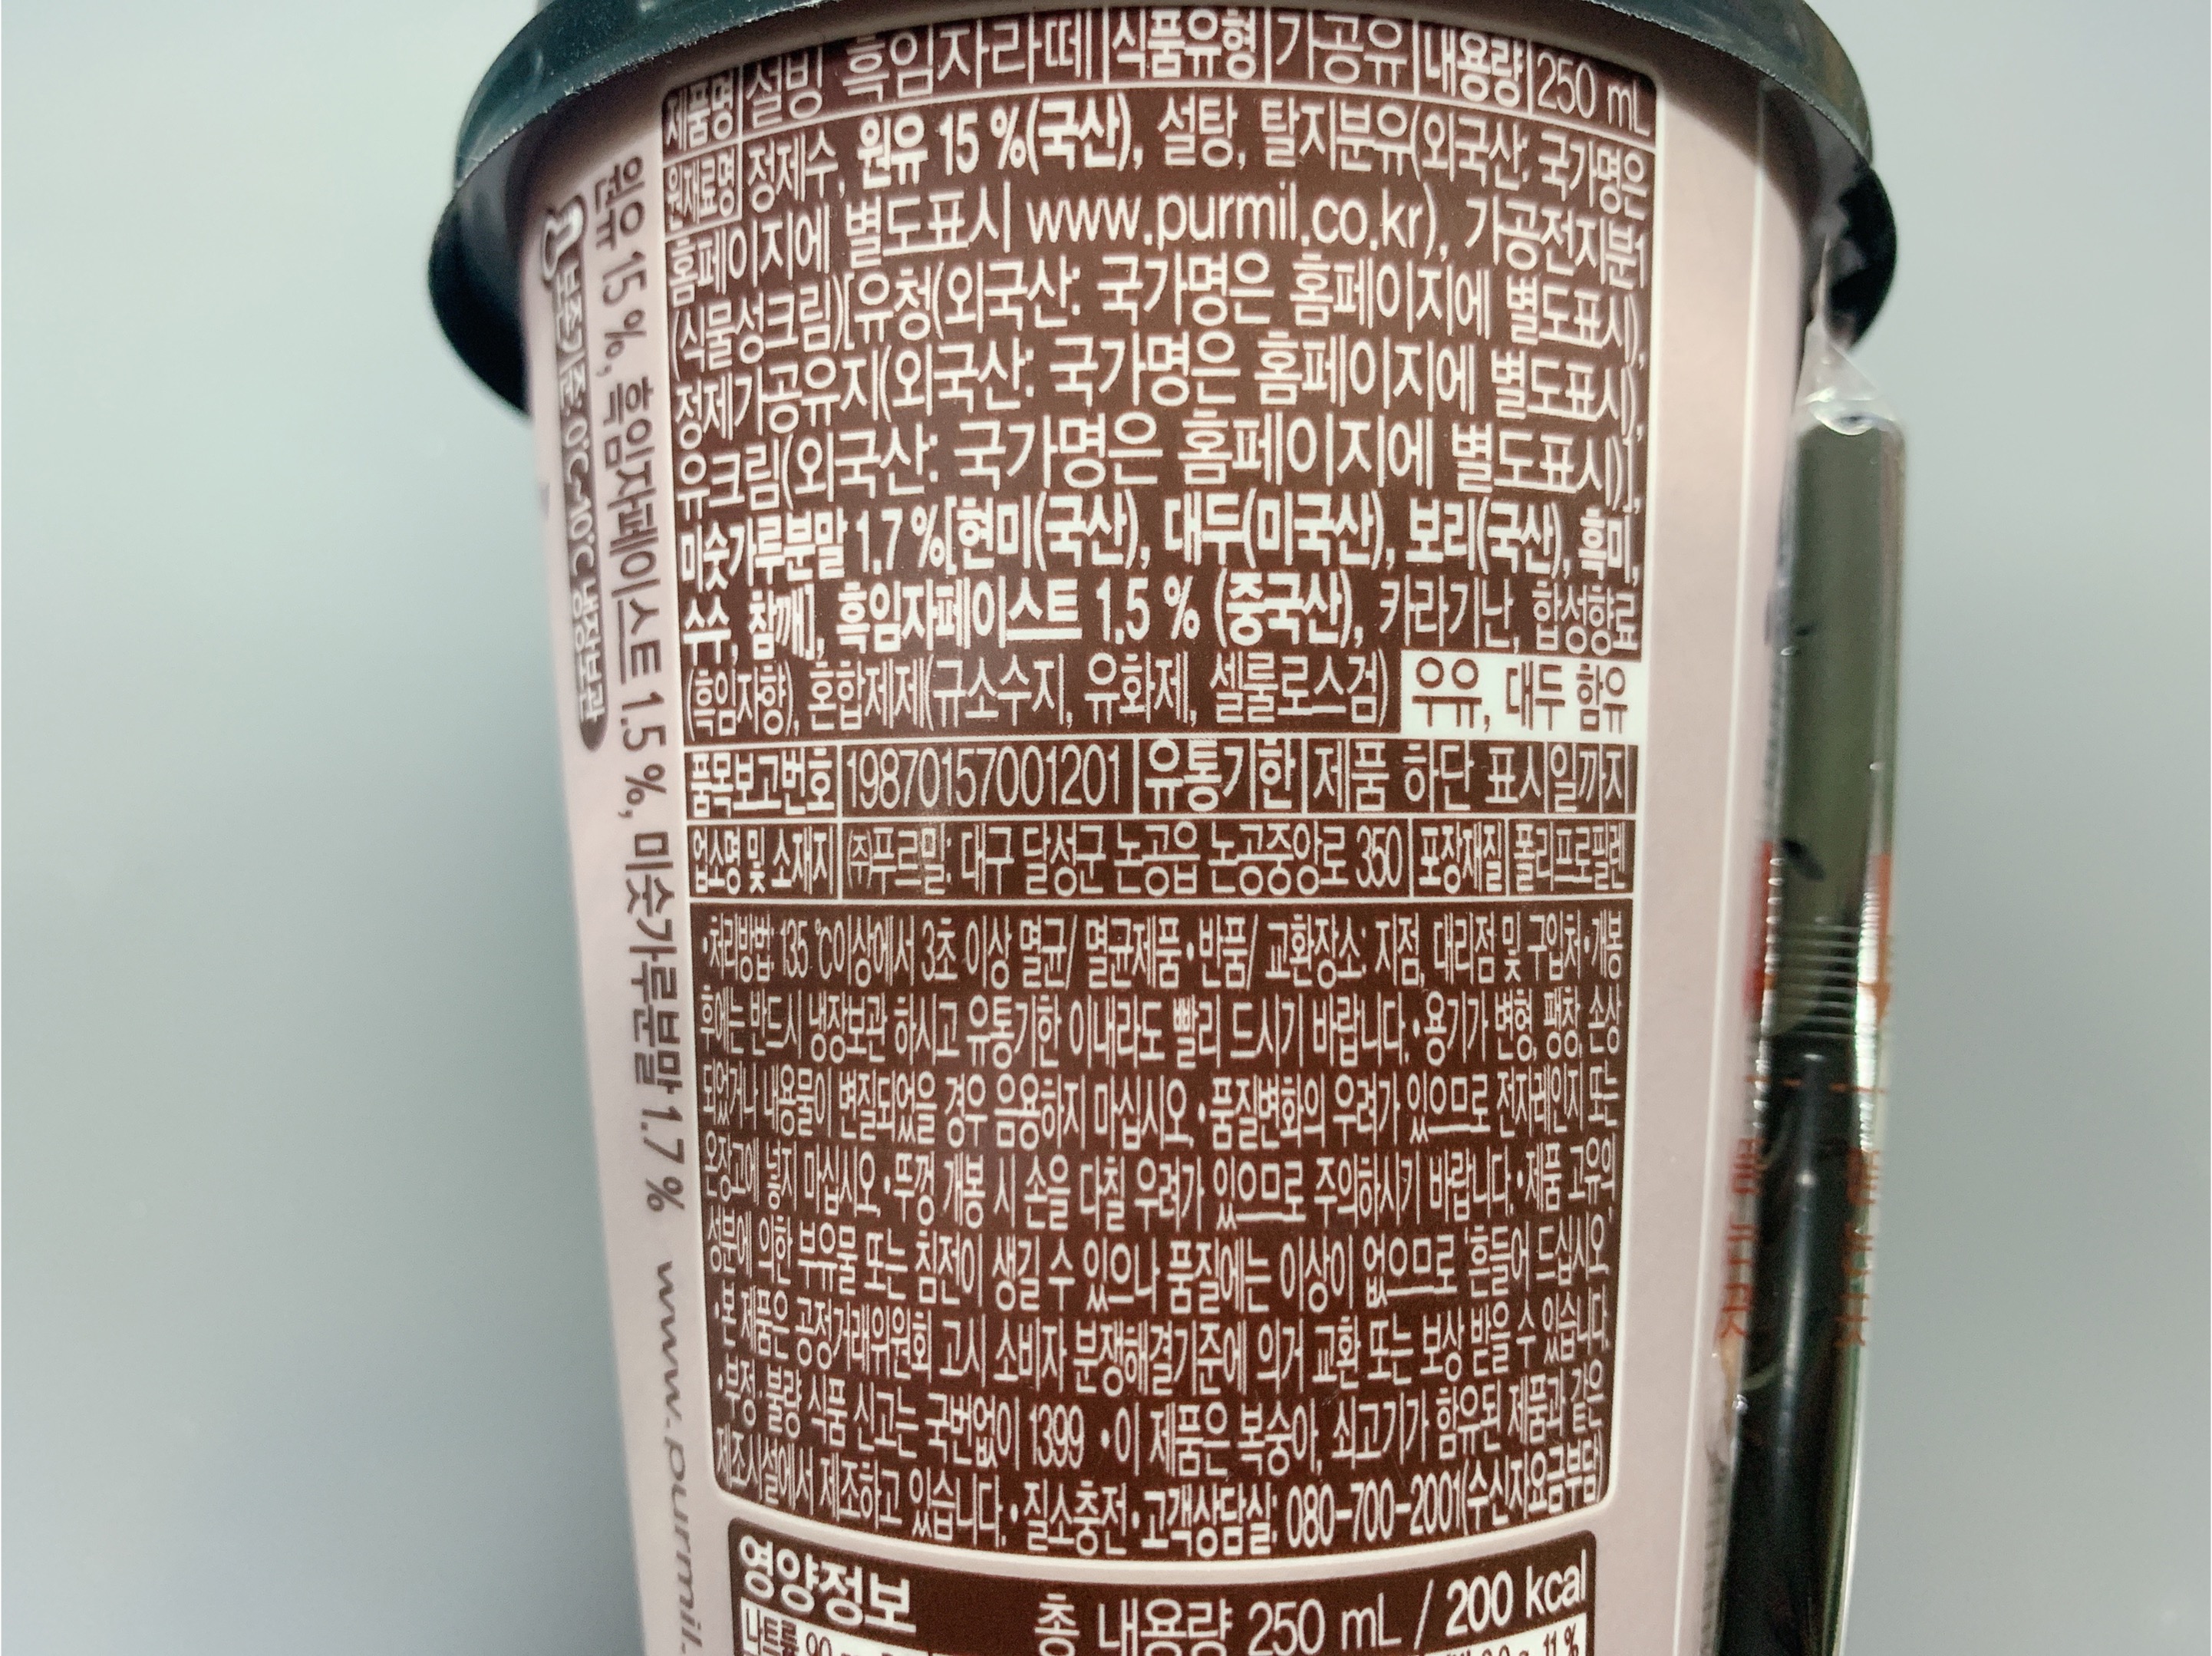 제품명 설빙 흑임자라떼 식품유형 가공유 내용량 250 mL
원재료명 정제수, 원유 15 %(국산), 설탕, 탈지분유(외국산: 국가명은
홈페이지에 별도표시 www.purmil.co.kr), 가공전지분1
(식물성크림)[유청(외국산: 국가명은 홈페이지에 별도표시),
정제가공유지(외국산: 국가명은 홈페이지에 별도표시),
유크림(외국산: 국가명은 홈페이지에 별도표시)],
미숫가루분말 1.7 %[현미(국산), 대두(미국산), 보리(국산), 흑미,
수수, 참깨], 흑임자페이스트 1.5 % (중국산), 카라기난, 합성향료
(흑임자향), 혼합제제(규소수지, 유화제, 셀룰로스검) 우유, 대두 함유
품목보고번호 19870157001201 유통기한 제품 하단 표시일까지
업소명 및 소재지 ㈜푸르밀: 대구 달성군 논공읍 논공중앙로 350 포장재질 폴리프로필렌
•처리방법: 135 ℃이상에서 3초 이상 멸균/ 멸균제품 •반품/ 교환장소: 지점, 대리점 및 구입처 •개봉
후에는 반드시 냉장보관 하시고 유통기한 이내라도 빨리 드시기 바랍니다. •용기가 변형, 팽창, 손상
되었거나 내용물이 변질되었을 경우 음용하지 마십시오. •품질변화의 우려가 있으므로 전자레인지 또는
온장고에 넣지 마십시오. •뚜껑 개봉 시 손을 다칠 우려가 있으므로 주의하시기 바랍니다. •제품 고유의
성분에 의한 부유물 또는 침전이 생길 수 있으나 품질에는 이상이 없으므로 흔들어 드십시오.
•본 제품은 공정거래위원회 고시 소비자 분쟁해결기준에 의거 교환 또는 보상 받을 수 있습니다.
•부정·불량 식품 신고는 국번없이 1399 •이 제품은 복숭아, 쇠고기가 함유된 제품과 같은
제조시설에서 제조하고 있습니다. •질소충전 •고객상담실: 080-700-2001(수신자요금부담)
영양정보 총 내용량 250 mL / 200 kcal
나트륨 90
11 %
원유 15 %, 흑임자페이스트 1.5 %, 미숫가루분말 1.7 % www.purmil.
보존기준 0℃~10℃ 냉장보관